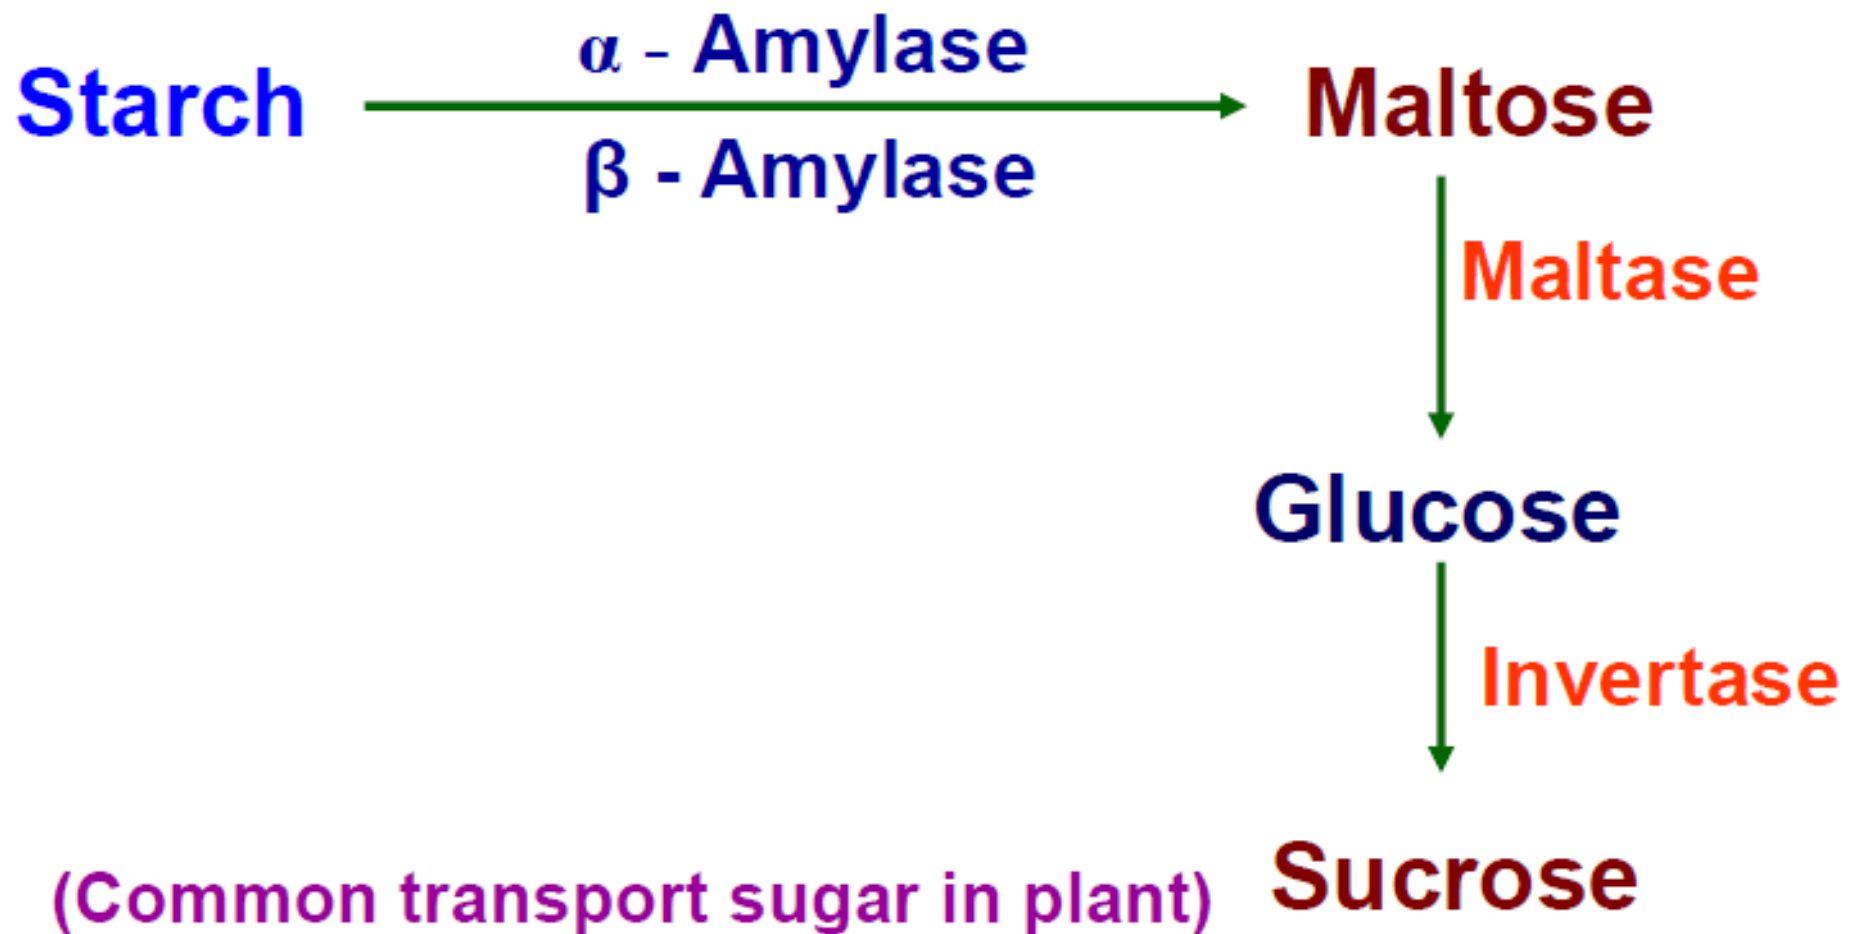 α - Amylase
Starch
Maltose
β - Amylase
Maltase
Glucose
Invertase
(Common transport sugar in plant) Sucrose